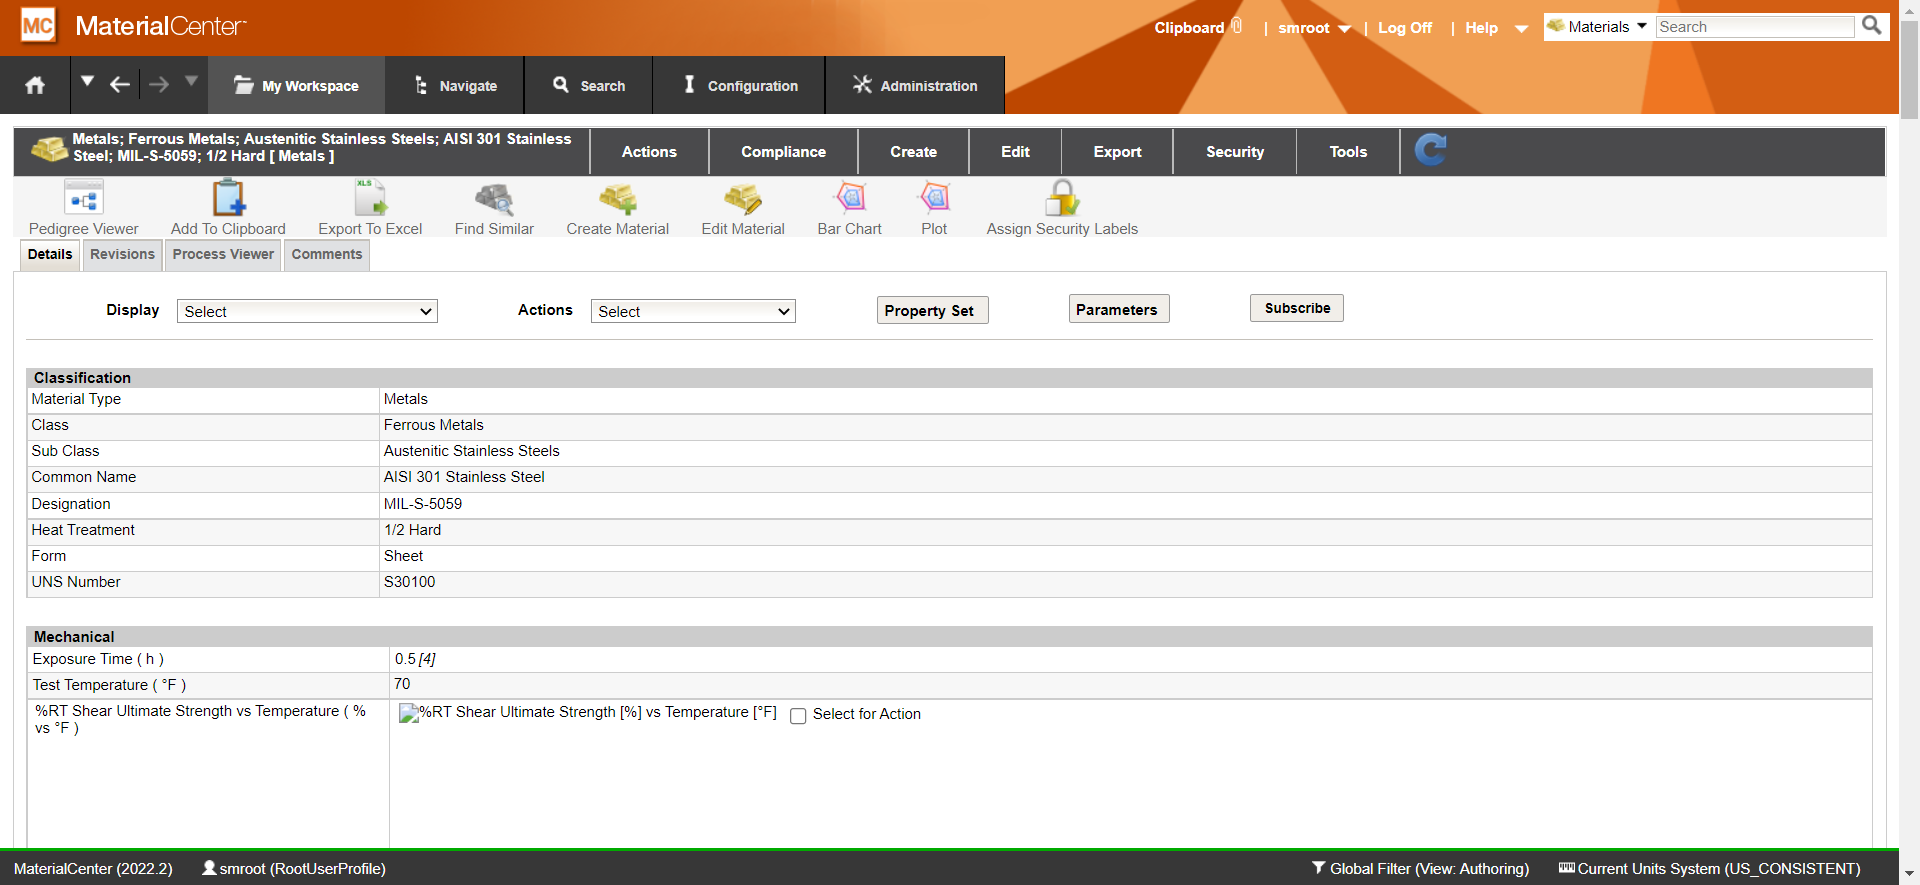 MC MaterialCenter
Clipboard | smroot | Log Off | Help Materials Search
My Workspace Navigate Search Configuration Administration
Metals; Ferrous Metals; Austenitic Stainless Steels; AISI 301 Stainless
Steel; MIL-S-5059; 1/2 Hard [ Metals ]
Actions Compliance Create Edit Export Security Tools
XLS
Pedigree Viewer Add To Clipboard Export To Excel Find Similar Create Material Edit Material Bar Chart Plot Assign Security Labels
Details Revisions Process Viewer Comments
Display Select Actions Select Property Set Parameters Subscribe
Classification
Material Type Metals
Class Ferrous Metals
Sub Class Austenitic Stainless Steels
Common Name AISI 301 Stainless Steel
Designation MIL-S-5059
Heat Treatment 1/2 Hard
Form Sheet
UNS Number S30100
Mechanical
Exposure Time ( h ) 0.5 [4]
Test Temperature ( °F ) 70
%RT Shear Ultimate Strength vs Temperature ( %
vs °F )
%RT Shear Ultimate Strength [%] vs Temperature [°F] Select for Action
MaterialCenter (2022.2) smroot (RootUserProfile) Global Filter (View: Authoring) Current Units System (US_CONSISTENT)